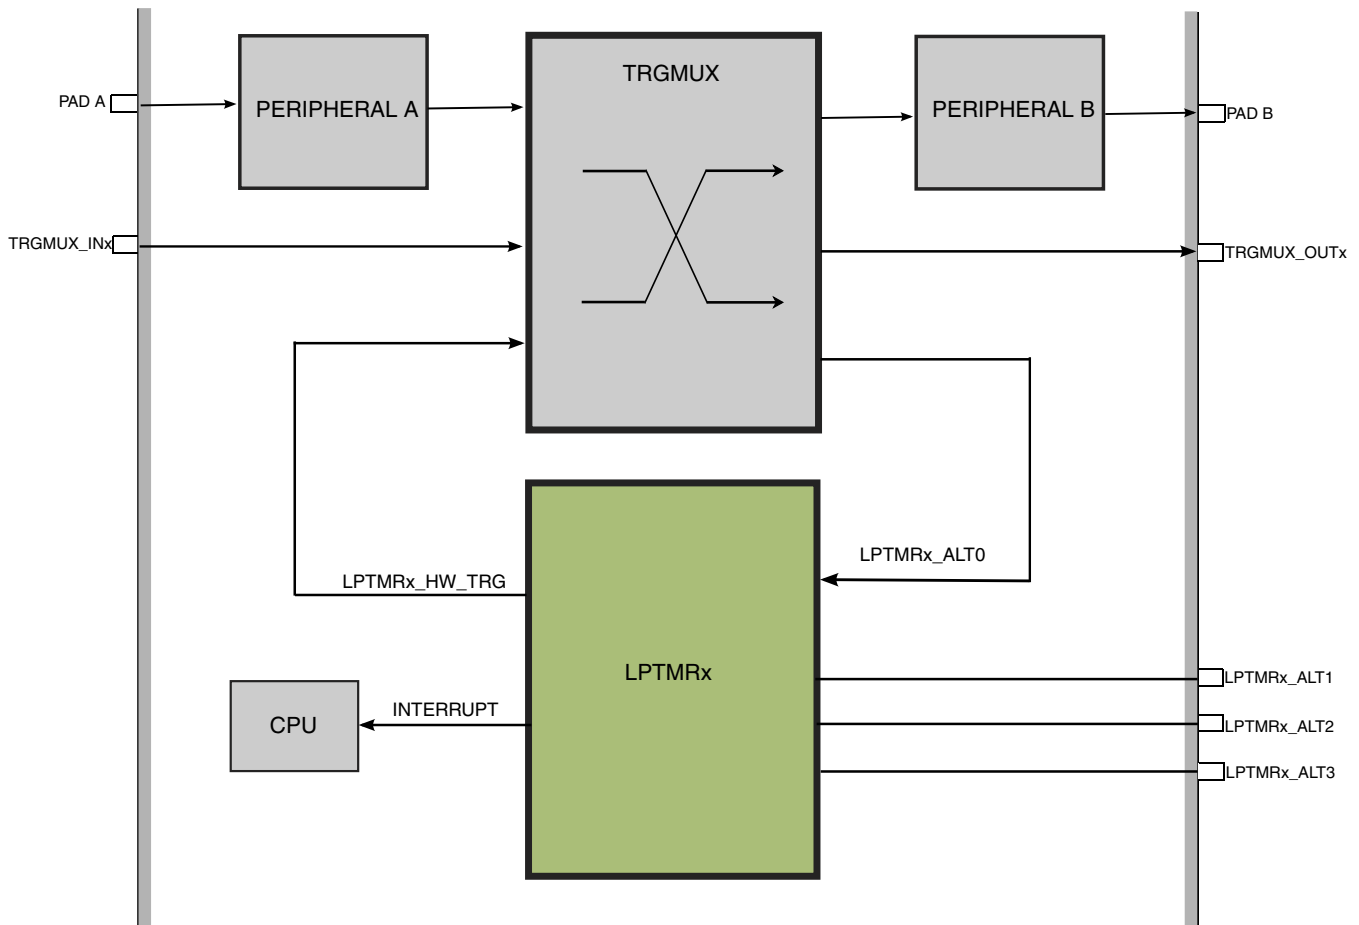 TRGMUX
PAD A
PERIPHERAL A
PERIPHERAL B
PAD B
TRGMUX_INx
TRGMUX_OUTx
LPTMRx_ALT0
LPTMRx_HW_TRG
LPTMRx
LPTMRx_ALT1
CPU
INTERRUPT
LPTMRx_ALT2
LPTMRx_ALT3